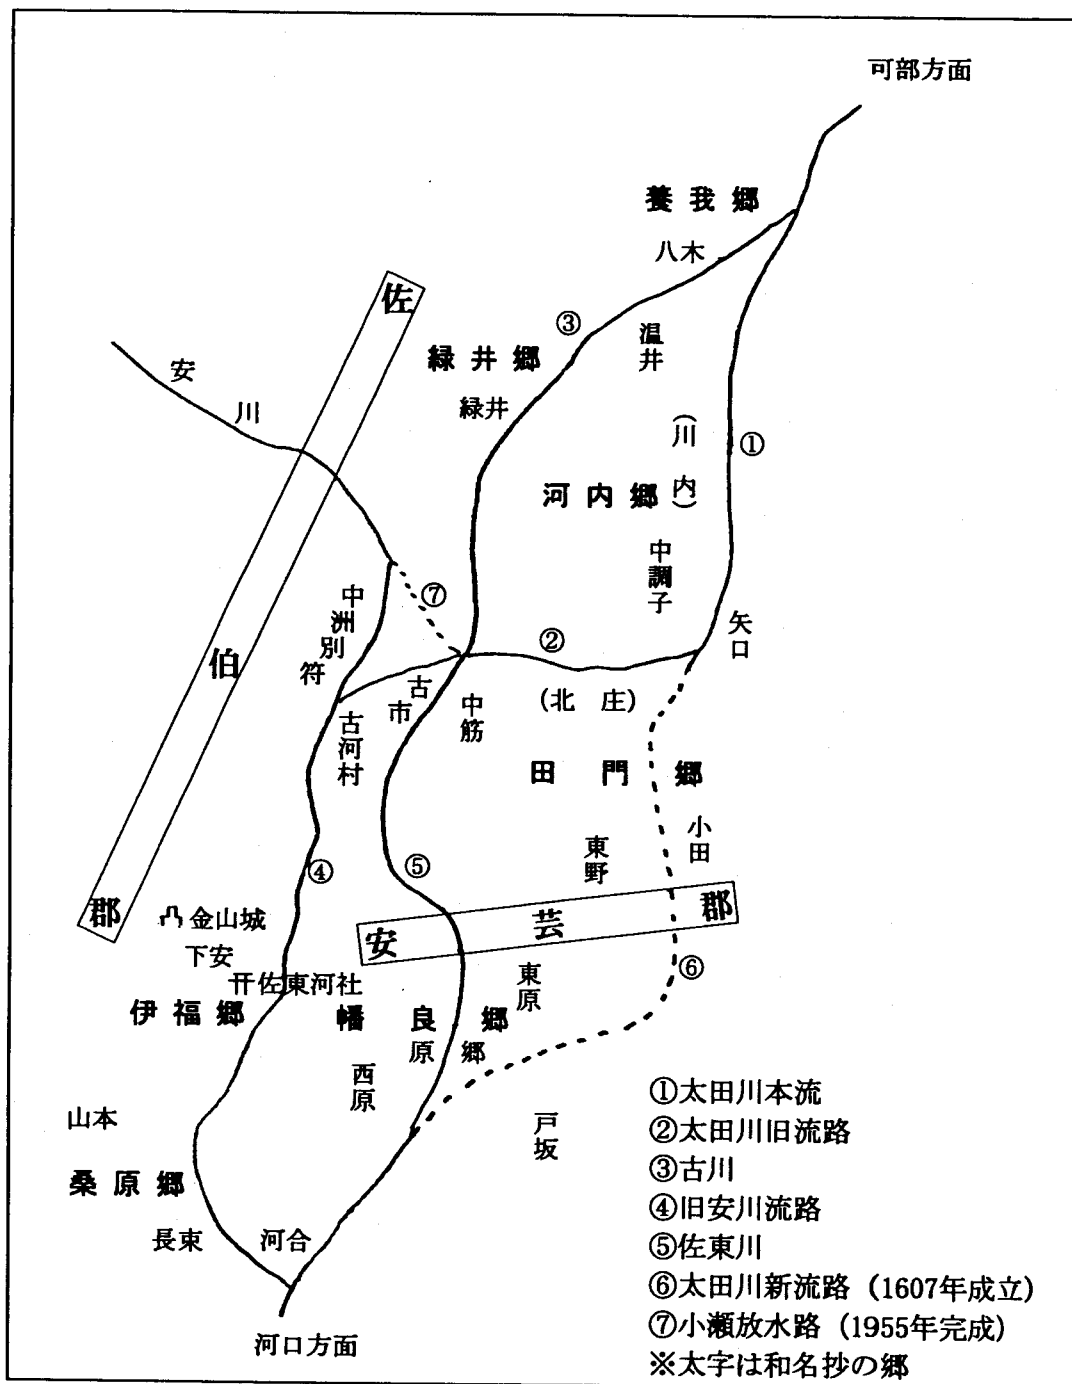 可部方面
養我郷
八木
佐伯郡
③
温井
緑井郷
安川
緑井
(川内)
①
河内郷
中調子
⑦
中洲別符
矢口
②
古市
中筋
(北庄)
古河村
田門郷
小田
東野
④
⑤
安芸郡
金山城
下安
佐東河社
東原
⑥
伊福郷
幡良郷
原郷
西原
山本
戸坂
桑原郷
長束
河合
河口方面
①太田川本流
②太田川旧流路
③古川
④旧安川流路
⑤佐東川
⑥太田川新流路(1607年成立)
⑦小瀬放水路(1955年完成)
※太字は和名抄の郷